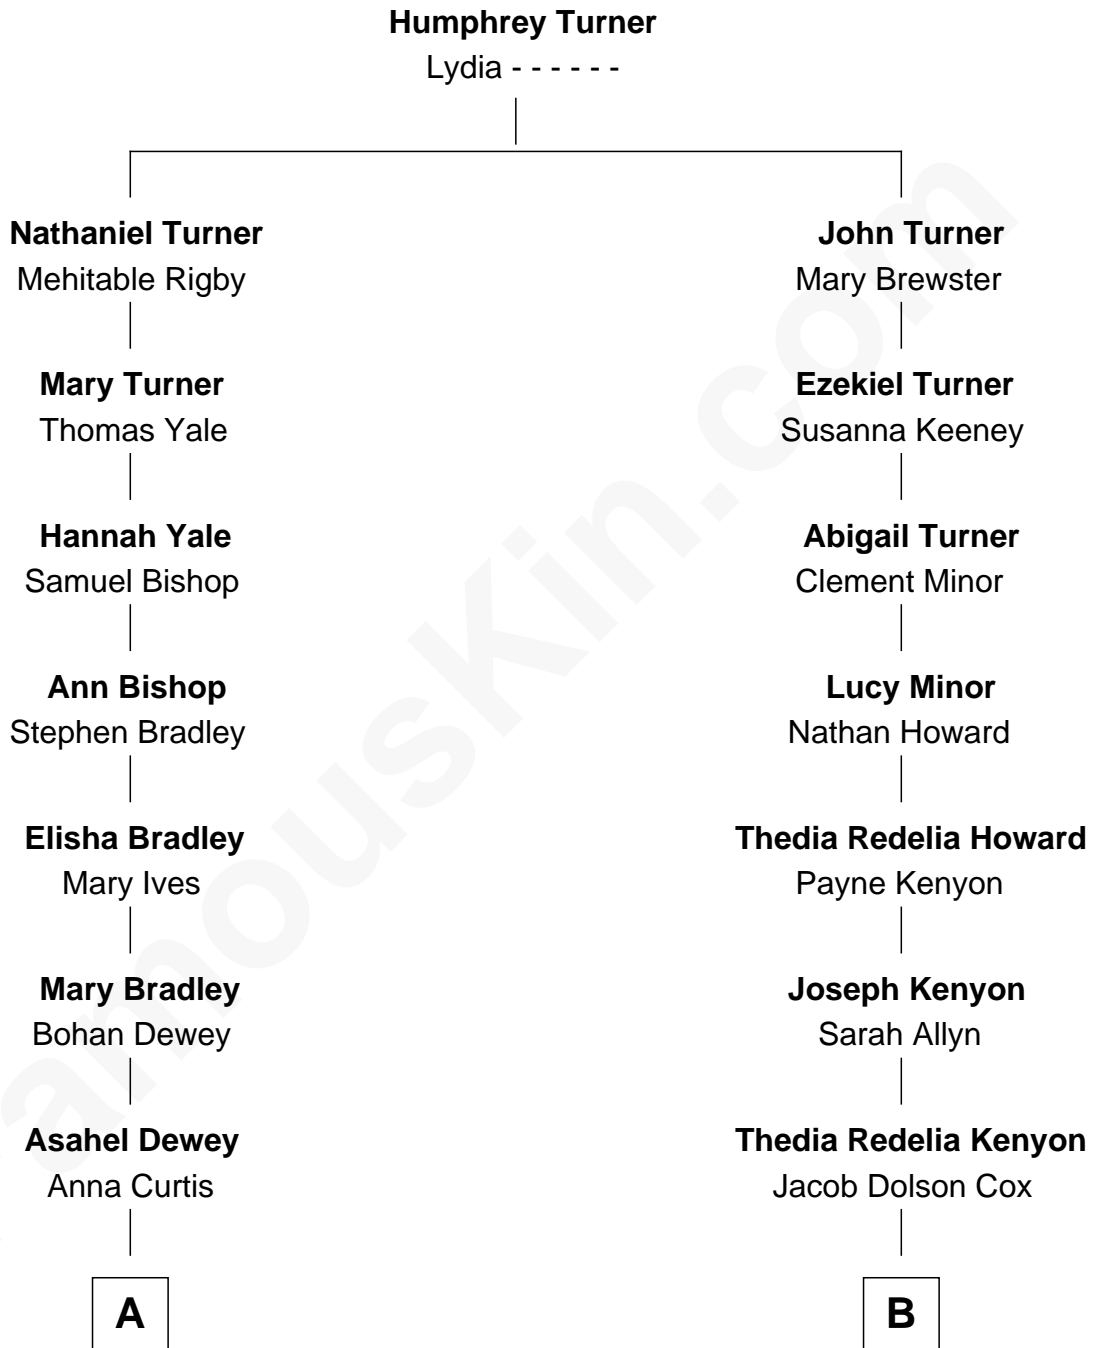 Humphrey Turner
Lydia - - - - - -
Nathaniel Turner
Mehitable Rigby
John Turner
Mary Brewster
Mary Turner
Thomas Yale
Ezekiel Turner
Susanna Keeney
Hannah Yale
Samuel Bishop
Abigail Turner
Clement Minor
Ann Bishop
Stephen Bradley
Lucy Minor
Nathan Howard
Elisha Bradley
Mary Ives
Thedia Redelia Howard
Payne Kenyon
Mary Bradley
Bohan Dewey
Joseph Kenyon
Sarah Allyn
Asahel Dewey
Anna Curtis
Thedia Redelia Kenyon
Jacob Dolson Cox
A
B
amouskin.com